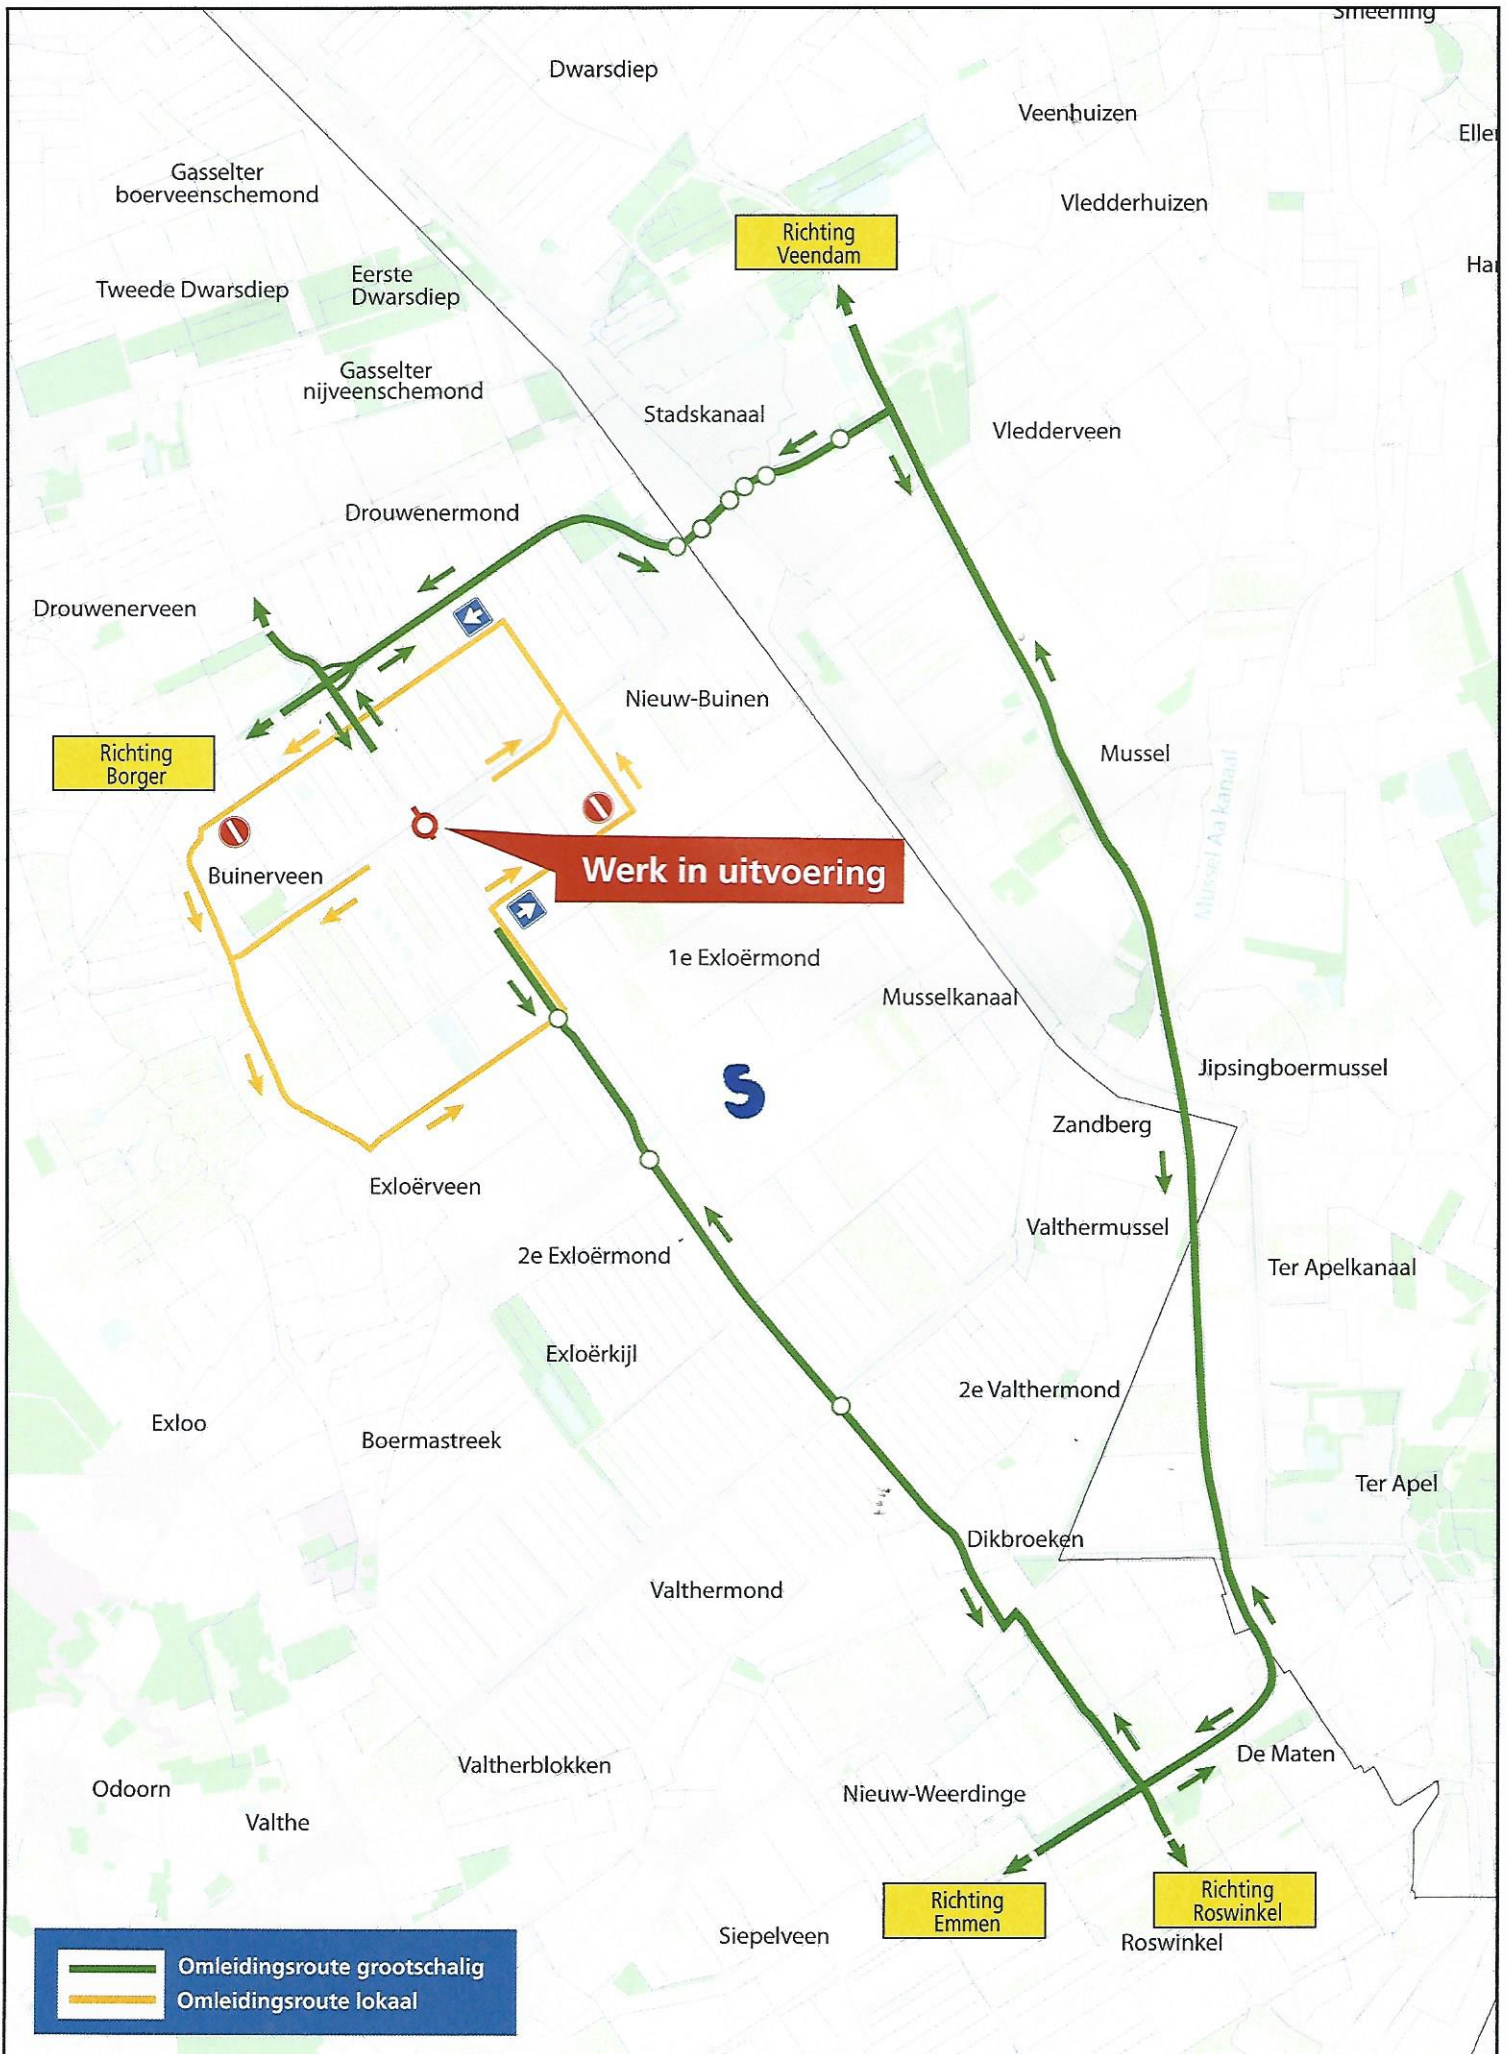 Dwarsdiep
Veenhuizen
Gasselter
boerveenschemond
Vledderhuizen
Richting
Veendam
Tweede Dwarsdiep
Eerste
Dwarsdiep
Gasselter
nijveenschemond
Stadskanaal
Vledderveen
Drouwenermond
Drouwenerveen
Nieuw-Buinen
Richting
Borger
Mussel
Mussel Aa kanaal
Werk in uitvoering
Buinerveen
1e Exloërmond
Musselkanaal
Jipsingboermussel
S
Zandberg
Exloërveen
Valthermussel
2e Exloërmond
Ter Apelkanaal
Exloërkijl
2e Valthermond
Exloo
Boermastreek
Ter Apel
Dikbroeken
Valthermond
De Maten
Valtherblokken
Odoorn
Nieuw-Weerdinge
Valthe
Richting
Emmen
Richting
Roswinkel
Siepelveen
Roswinkel
Omleidingsroute grootschalig
Omleidingsroute lokaal